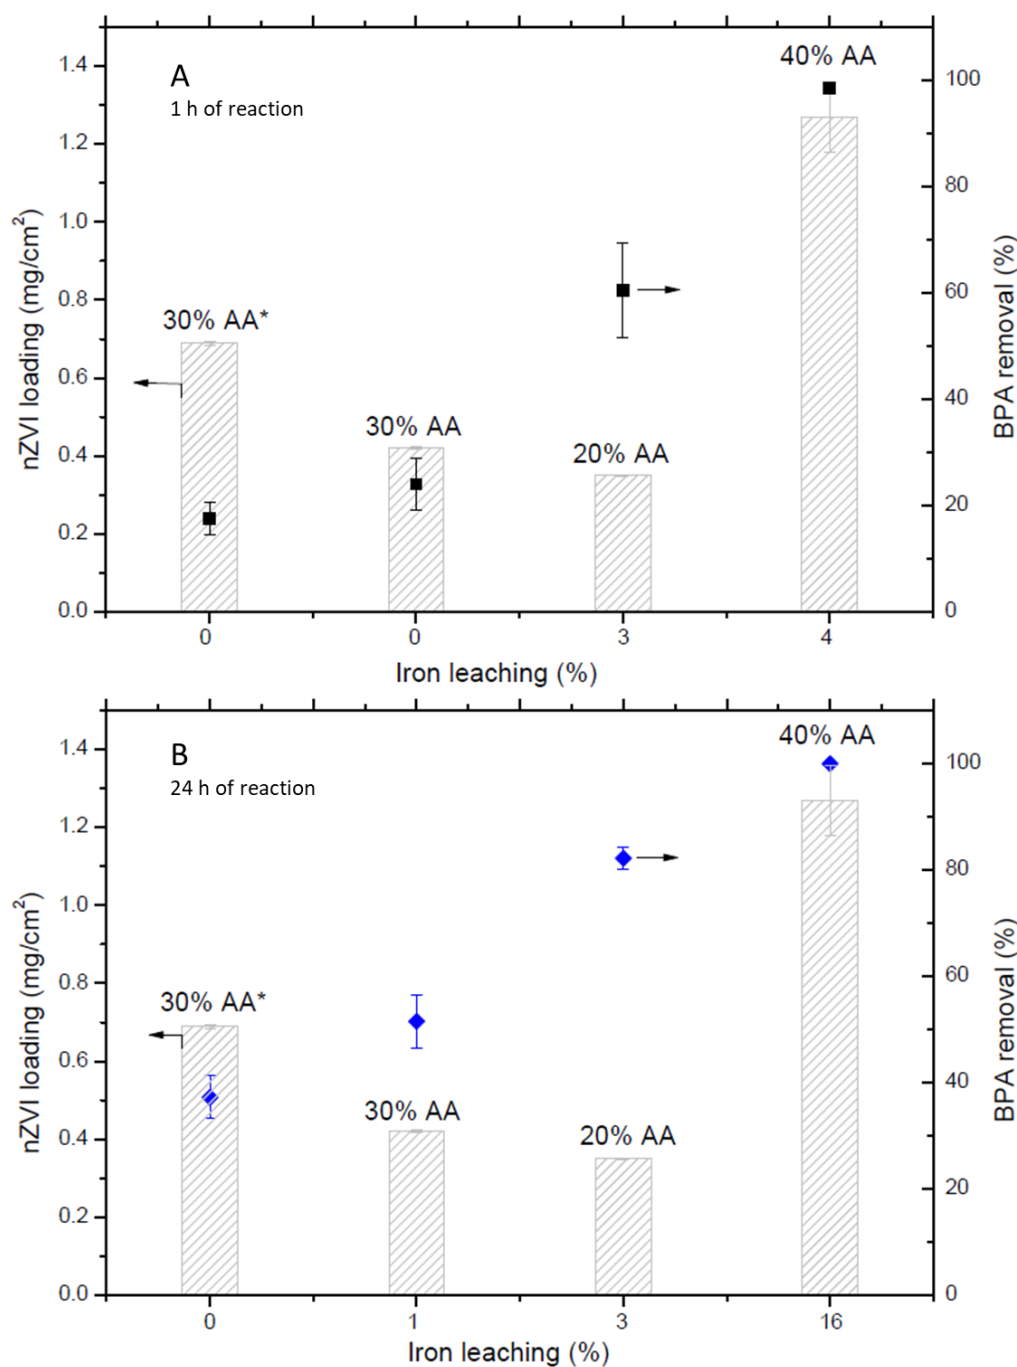 A
1 h of reaction
40% AA
30% AA*
30% AA
20% AA
nZVI loading (mg/cm²)
1.4
1.2
1.0
0.8
0.6
0.4
0.2
0.0
BPA removal (%)
100
80
60
40
20
0
0 0 3 4
Iron leaching (%)
B
24 h of reaction
40% AA
30% AA*
30% AA
20% AA
nZVI loading (mg/cm²)
1.4
1.2
1.0
0.8
0.6
0.4
0.2
0.0
BPA removal (%)
100
80
60
40
20
0
0 1 3 16
Iron leaching (%)